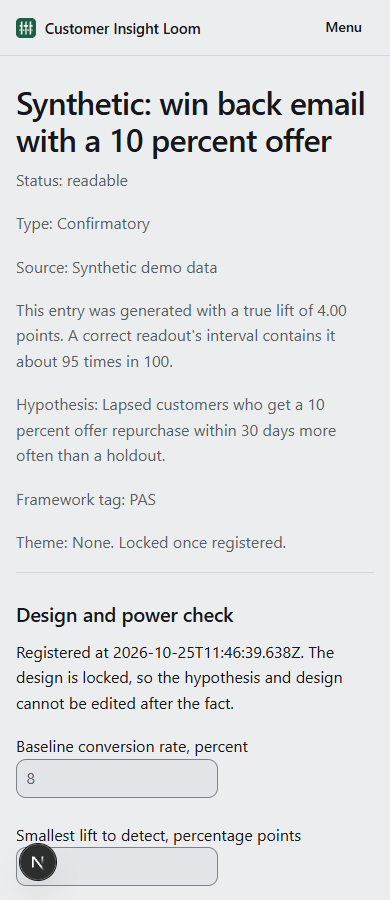 Customer Insight Loom
Menu
Synthetic: win back email
with a 10 percent offer
Status: readable
Type: Confirmatory
Source: Synthetic demo data
This entry was generated with a true lift of 4.00
points. A correct readout's interval contains it
about 95 times in 100.
Hypothesis: Lapsed customers who get a 10
percent offer repurchase within 30 days more
often than a holdout.
Framework tag: PAS
Theme: None. Locked once registered.
Design and power check
Registered at 2026-10-25T11:46:39.638Z. The
design is locked, so the hypothesis and design
cannot be edited after the fact.
Baseline conversion rate, percent
8
Smallest lift to detect, percentage points
N